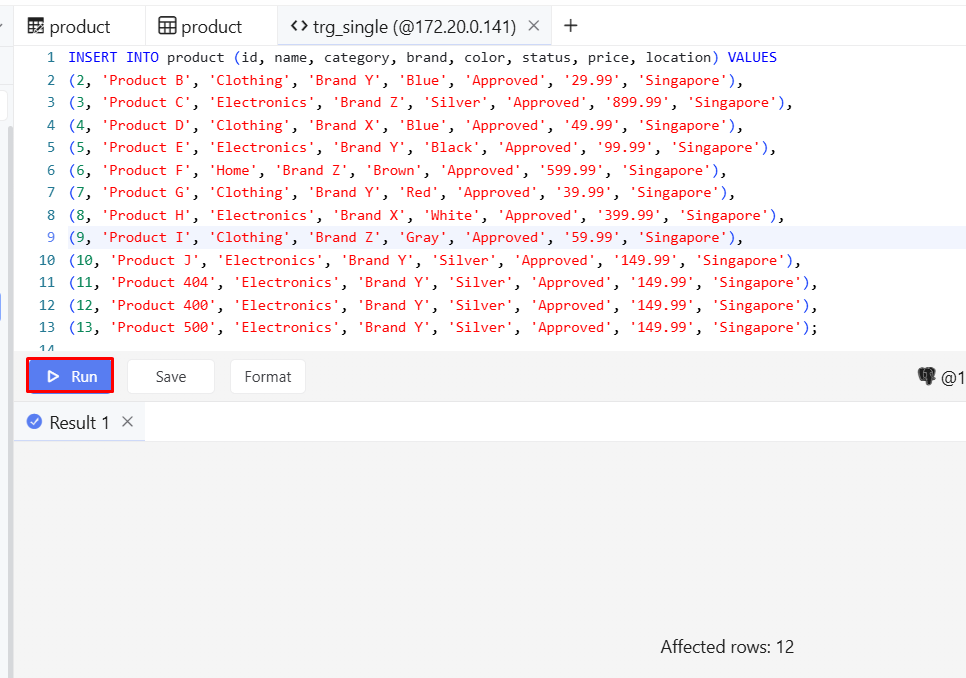 product product trg_single (@172.20.0.141)
1 INSERT INTO product (id, name, category, brand, color, status, price, location) VALUES
2 (2, 'Product B', 'Clothing', 'Brand Y', 'Blue', 'Approved', '29.99', 'Singapore'),
3 (3, 'Product C', 'Electronics', 'Brand Z', 'Silver', 'Approved', '899.99', 'Singapore'),
4 (4, 'Product D', 'Clothing', 'Brand X', 'Blue', 'Approved', '49.99', 'Singapore'),
5 (5, 'Product E', 'Electronics', 'Brand Y', 'Black', 'Approved', '99.99', 'Singapore'),
6 (6, 'Product F', 'Home', 'Brand Z', 'Brown', 'Approved', '599.99', 'Singapore'),
7 (7, 'Product G', 'Clothing', 'Brand Y', 'Red', 'Approved', '39.99', 'Singapore'),
8 (8, 'Product H', 'Electronics', 'Brand X', 'White', 'Approved', '399.99', 'Singapore'),
9 (9, 'Product I', 'Clothing', 'Brand Z', 'Gray', 'Approved', '59.99', 'Singapore'),
10 (10, 'Product J', 'Electronics', 'Brand Y', 'Silver', 'Approved', '149.99', 'Singapore'),
11 (11, 'Product 404', 'Electronics', 'Brand Y', 'Silver', 'Approved', '149.99', 'Singapore'),
12 (12, 'Product 400', 'Electronics', 'Brand Y', 'Silver', 'Approved', '149.99', 'Singapore'),
13 (13, 'Product 500', 'Electronics', 'Brand Y', 'Silver', 'Approved', '149.99', 'Singapore');
14
Run Save Format @1
Result 1
Affected rows: 12